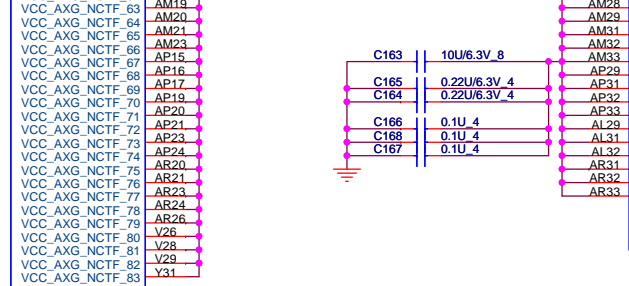 VCC_AXG_NCTF_63 AM19
VCC_AXG_NCTF_64 AM20
VCC_AXG_NCTF_65 AM21
VCC_AXG_NCTF_66 AM23
VCC_AXG_NCTF_67 AP15
VCC_AXG_NCTF_68 AP16
VCC_AXG_NCTF_69 AP17
VCC_AXG_NCTF_70 AP19
VCC_AXG_NCTF_71 AP20
VCC_AXG_NCTF_72 AP21
VCC_AXG_NCTF_73 AP23
VCC_AXG_NCTF_74 AP24
VCC_AXG_NCTF_75 AR20
VCC_AXG_NCTF_76 AR21
VCC_AXG_NCTF_77 AR23
VCC_AXG_NCTF_78 AR24
VCC_AXG_NCTF_79 AR26
VCC_AXG_NCTF_80 V26
VCC_AXG_NCTF_81 V28
VCC_AXG_NCTF_82 V29
VCC_AXG_NCTF_83 Y31
C163 10U/6.3V_8
C165 0.22U/6.3V_4
C164 0.22U/6.3V_4
C166 0.1U_4
C168 0.1U_4
C167 0.1U_4
AM28
AM29
AM31
AM32
AM33
AP29
AP31
AP32
AP33
AL29
AL31
AL32
AR31
AR32
AR33